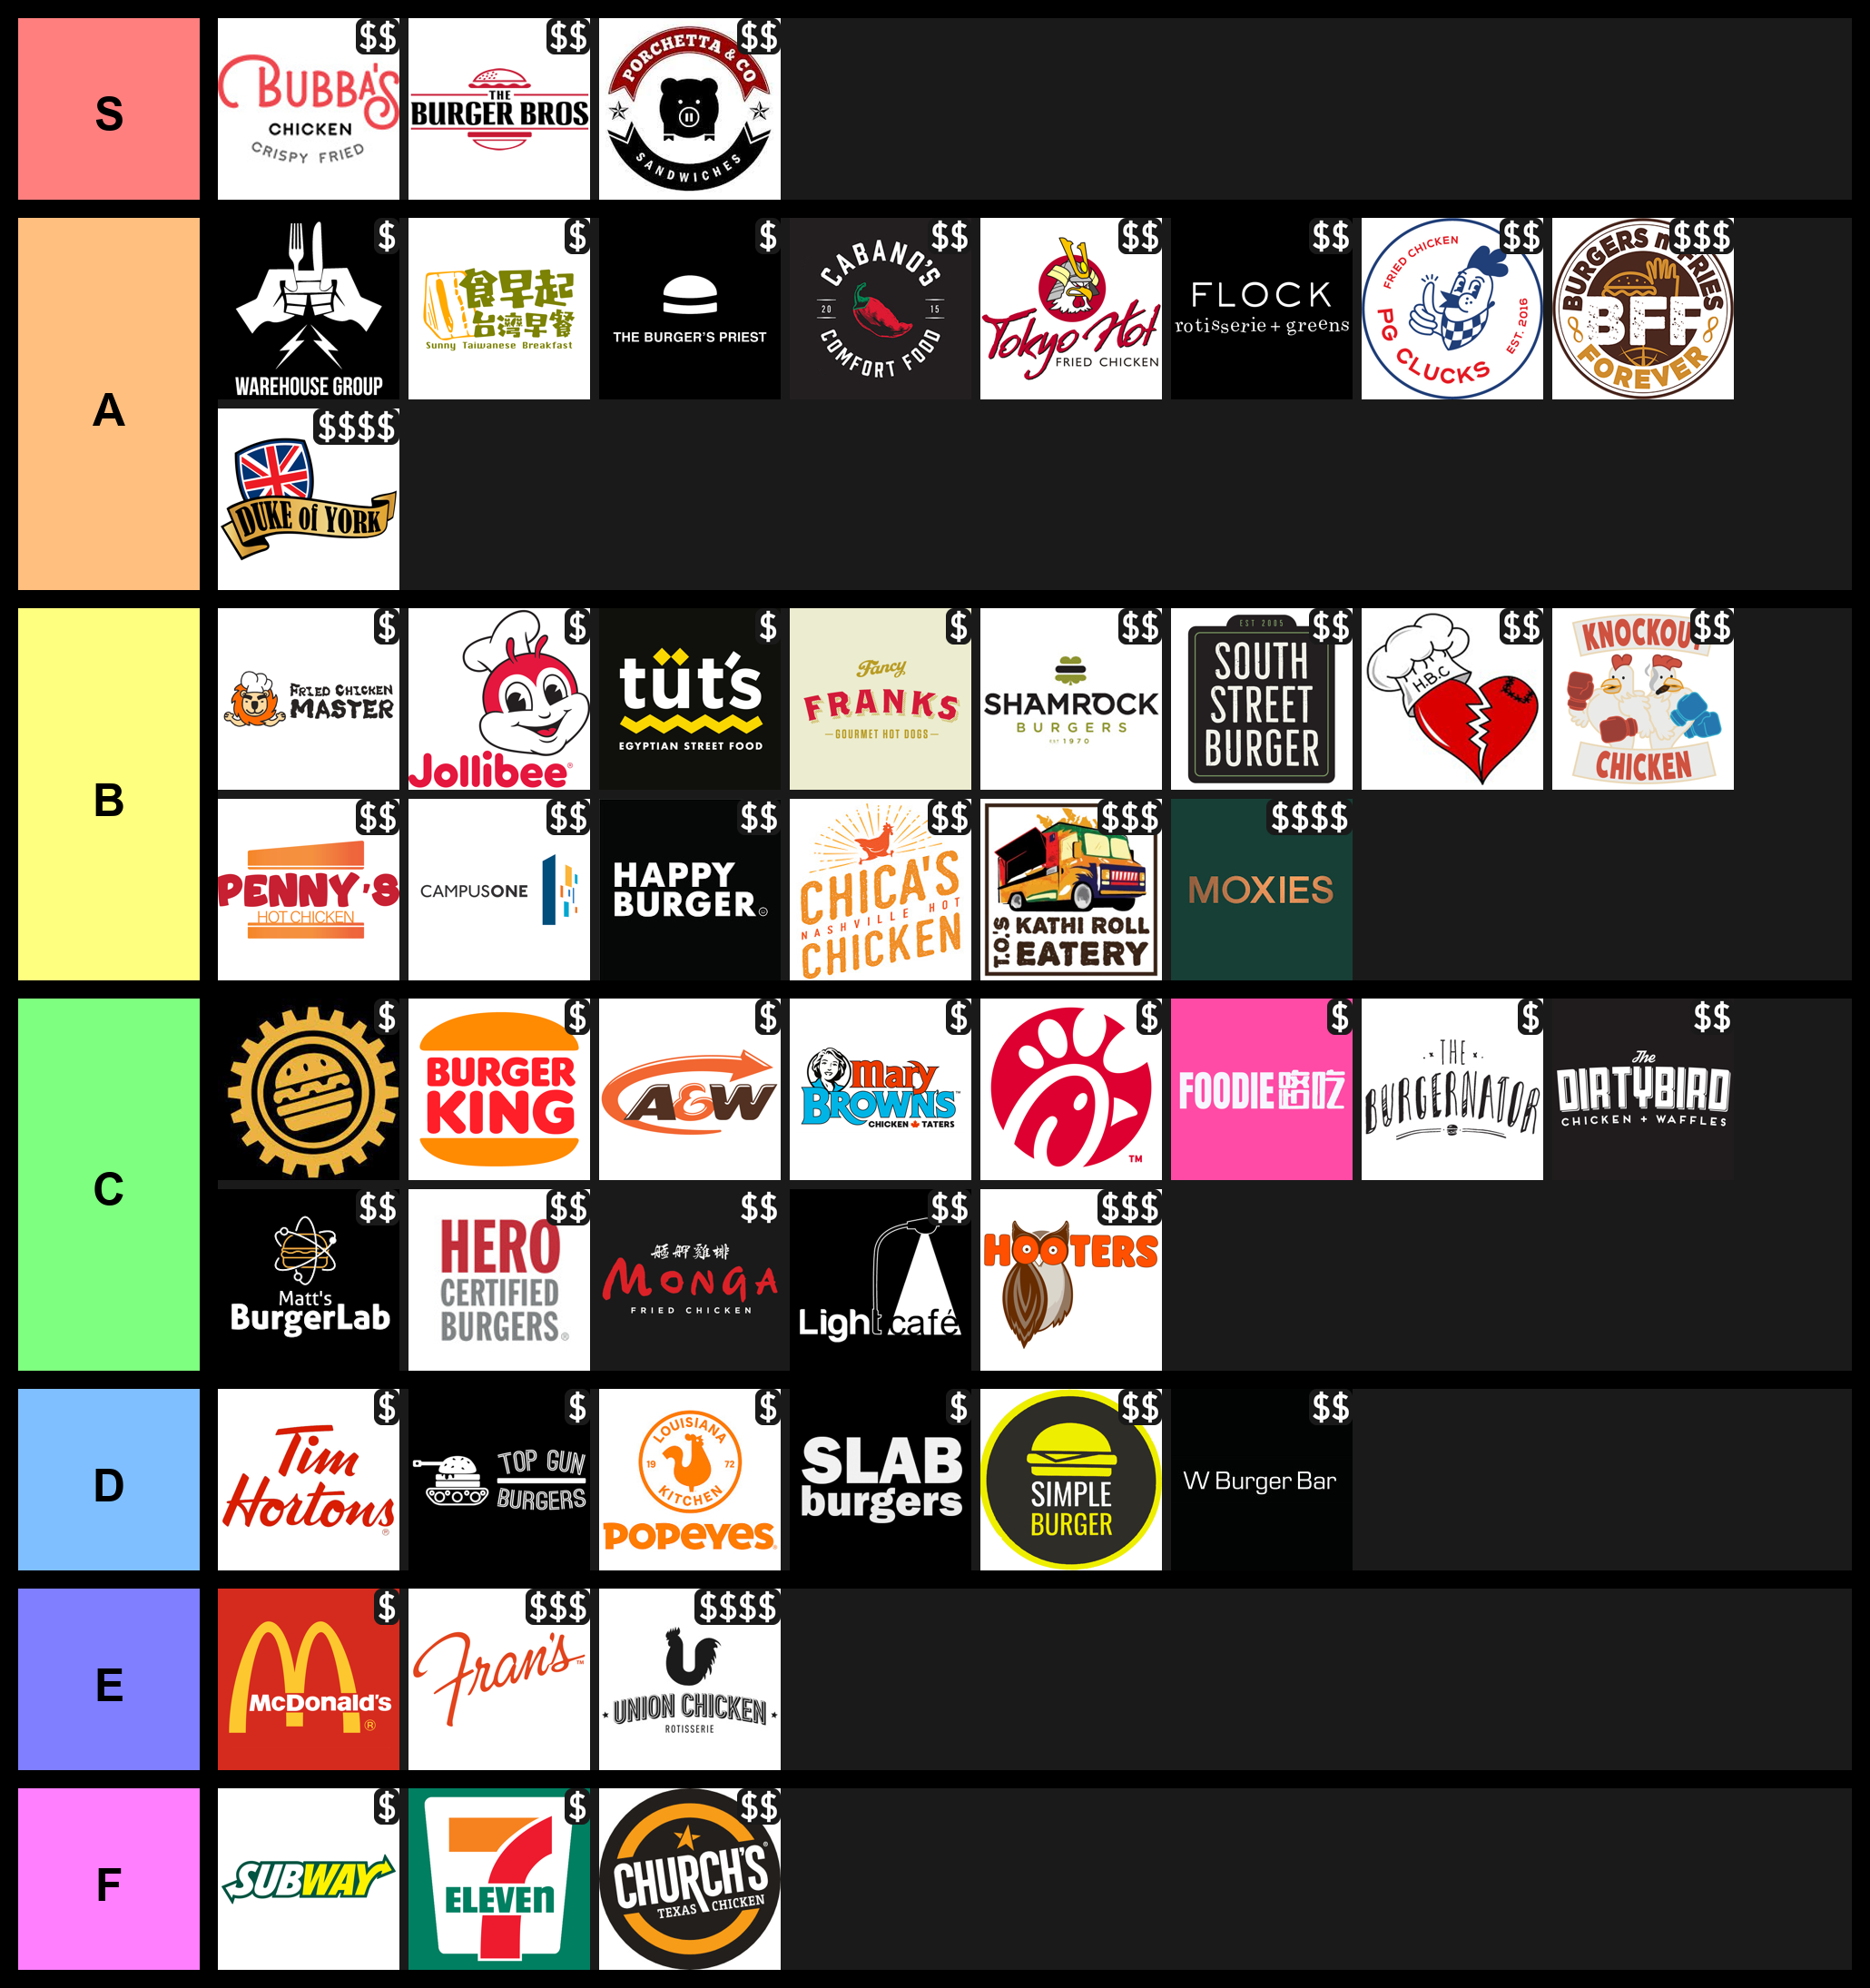 S
$$
BUBBA'S
CHICKEN
CRISPY FRIED
$$
THE
BURGER BROS
$$
PORCHETTA & CO
SANDWICHES
A
$
WAREHOUSE GROUP
$
食早起
台灣早餐
Sunny Taiwanese Breakfast
$
THE BURGER'S PRIEST
$$
CABANO'S
20 15
COMFORT FOOD
$$
Tokyo Hot
FRIED CHICKEN
$$
FLOCK
rotisserie + greens
$$
FRIED CHICKEN
PG CLUCKS
EST. 2016
$$$
BURGERS n' FRIES
BFF
FOREVER
$$$$
DUKE of YORK
B
$
FRIED CHICKEN
MASTER
$
Jollibee®
$
tüt's
EGYPTIAN STREET FOOD
$
Fancy
FRANKS
—GOURMET HOT DOGS—
$$
SHAMROCK
BURGERS
EST 1970
$$
EST 2005
SOUTH
STREET
BURGER
$$
H.B.C
$$
KNOCKOUT
CHICKEN
$$
PENNY'S
HOT CHICKEN
$$
CAMPUSONE
$$
HAPPY
BURGER
$$
CHICA'S
NASHVILLE HOT
CHICKEN
$$$
T.O.'S
KATHI ROLL
EATERY
$$$$
MOXIES
C
$
$
BURGER
KING
$
A&W
$
mary
BROWN'S™
CHICKEN TATERS
$
TM
$
FOODIE 囍吃
$
THE
BURGERNATOR
$$
The
DIRTYBIRD
CHICKEN + WAFFLES
$$
Matt's
BurgerLab
$$
HERO
CERTIFIED
BURGERS®
$$
艋舺雞排
MONGA
FRIED CHICKEN
$$
Light café
$$$
HOOTERS
D
$
Tim
Hortons®
$
TOP GUN
BURGERS
$
LOUISIANA
19 72
KITCHEN
POPEYES
$
SLAB
burgers
$$
SIMPLE
BURGER
$$
W Burger Bar
E
$
McDonald's
®
$$$
Fran's™
$$$$
UNION CHICKEN
ROTISSERIE
F
$
SUBWAY
$
7
ELEVEn
$$
CHURCH'S®
TEXAS CHICKEN